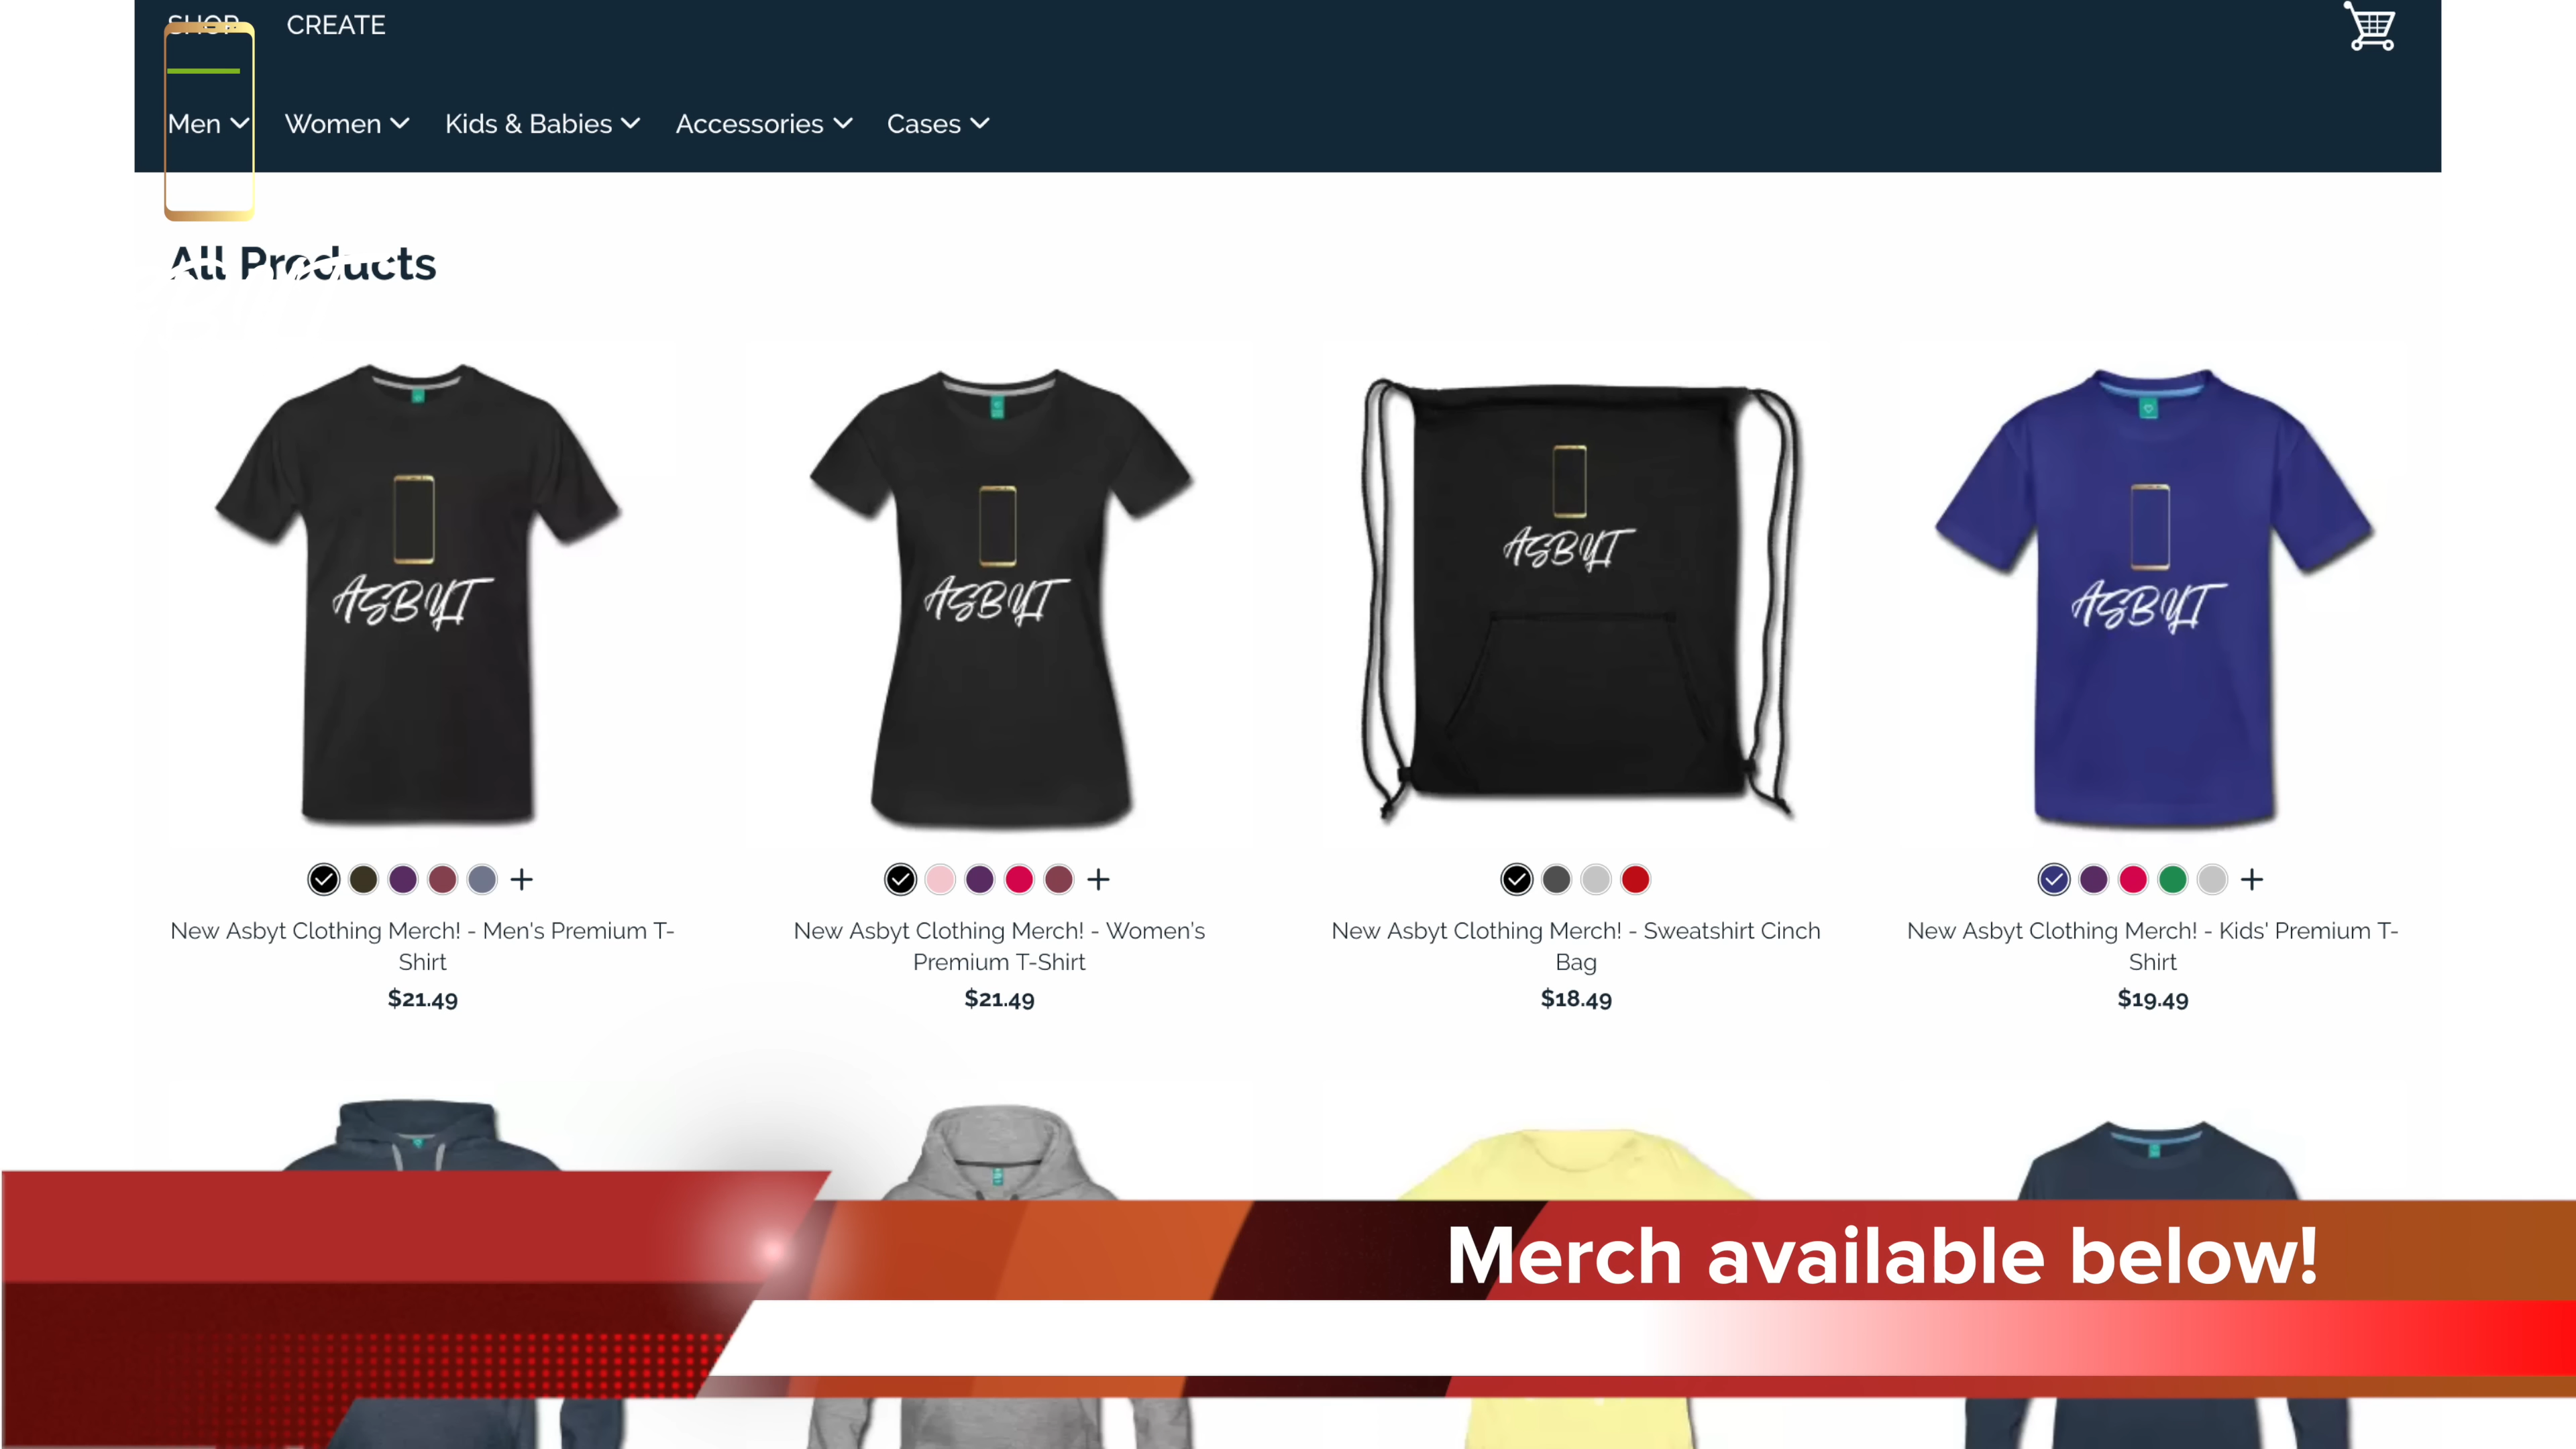 SHOP CREATE
Men Women Kids & Babies Accessories Cases
All Products
ASBYT ASBYT ASBYT ASBYT
New Asbyt Clothing Merch! - Men's Premium T-
Shirt
$21.49
New Asbyt Clothing Merch! - Women's
Premium T-Shirt
$21.49
New Asbyt Clothing Merch! - Sweatshirt Cinch
Bag
$18.49
New Asbyt Clothing Merch! - Kids' Premium T-
Shirt
$19.49
Merch available below!